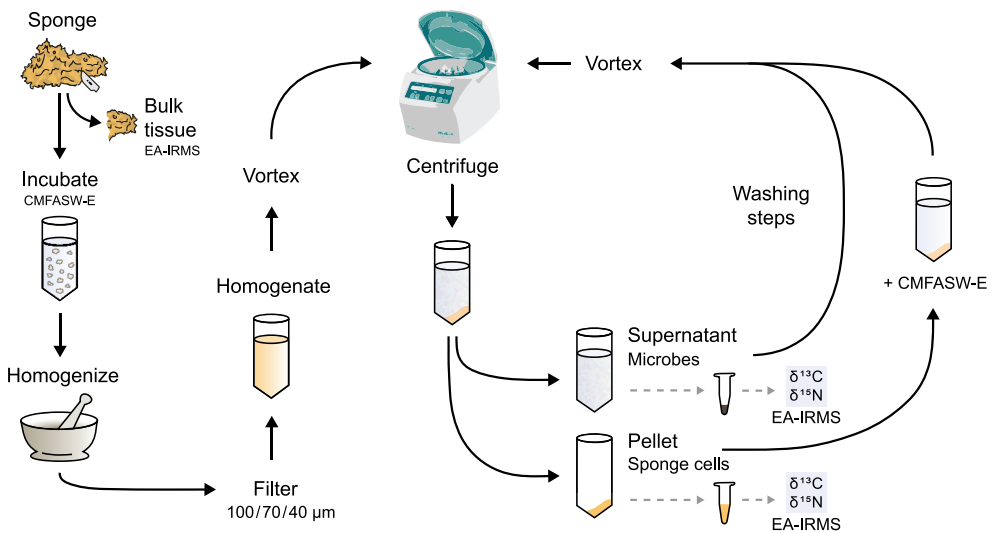 Sponge
Bulk
tissue
EA-IRMS
Incubate
CMFASW-E
Homogenize
Filter
100/70/40 μm
Homogenate
Vortex
Centrifuge
Vortex
Washing
steps
+ CMFASW-E
Supernatant
Microbes
δ¹³C
δ¹⁵N
EA-IRMS
Pellet
Sponge cells
δ¹³C
δ¹⁵N
EA-IRMS